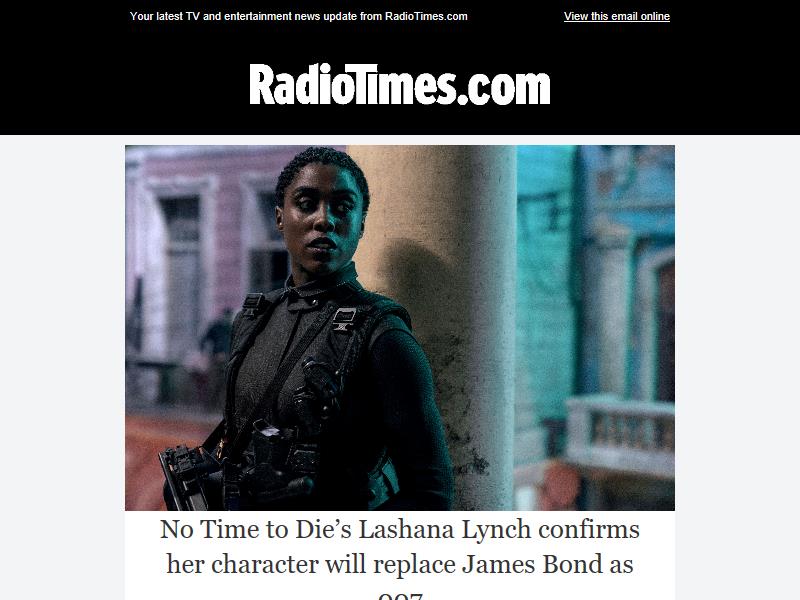 Your latest TV and entertainment news update from RadioTimes.com
View this email online
RadioTimes.com
No Time to Die’s Lashana Lynch confirms
her character will replace James Bond as
007